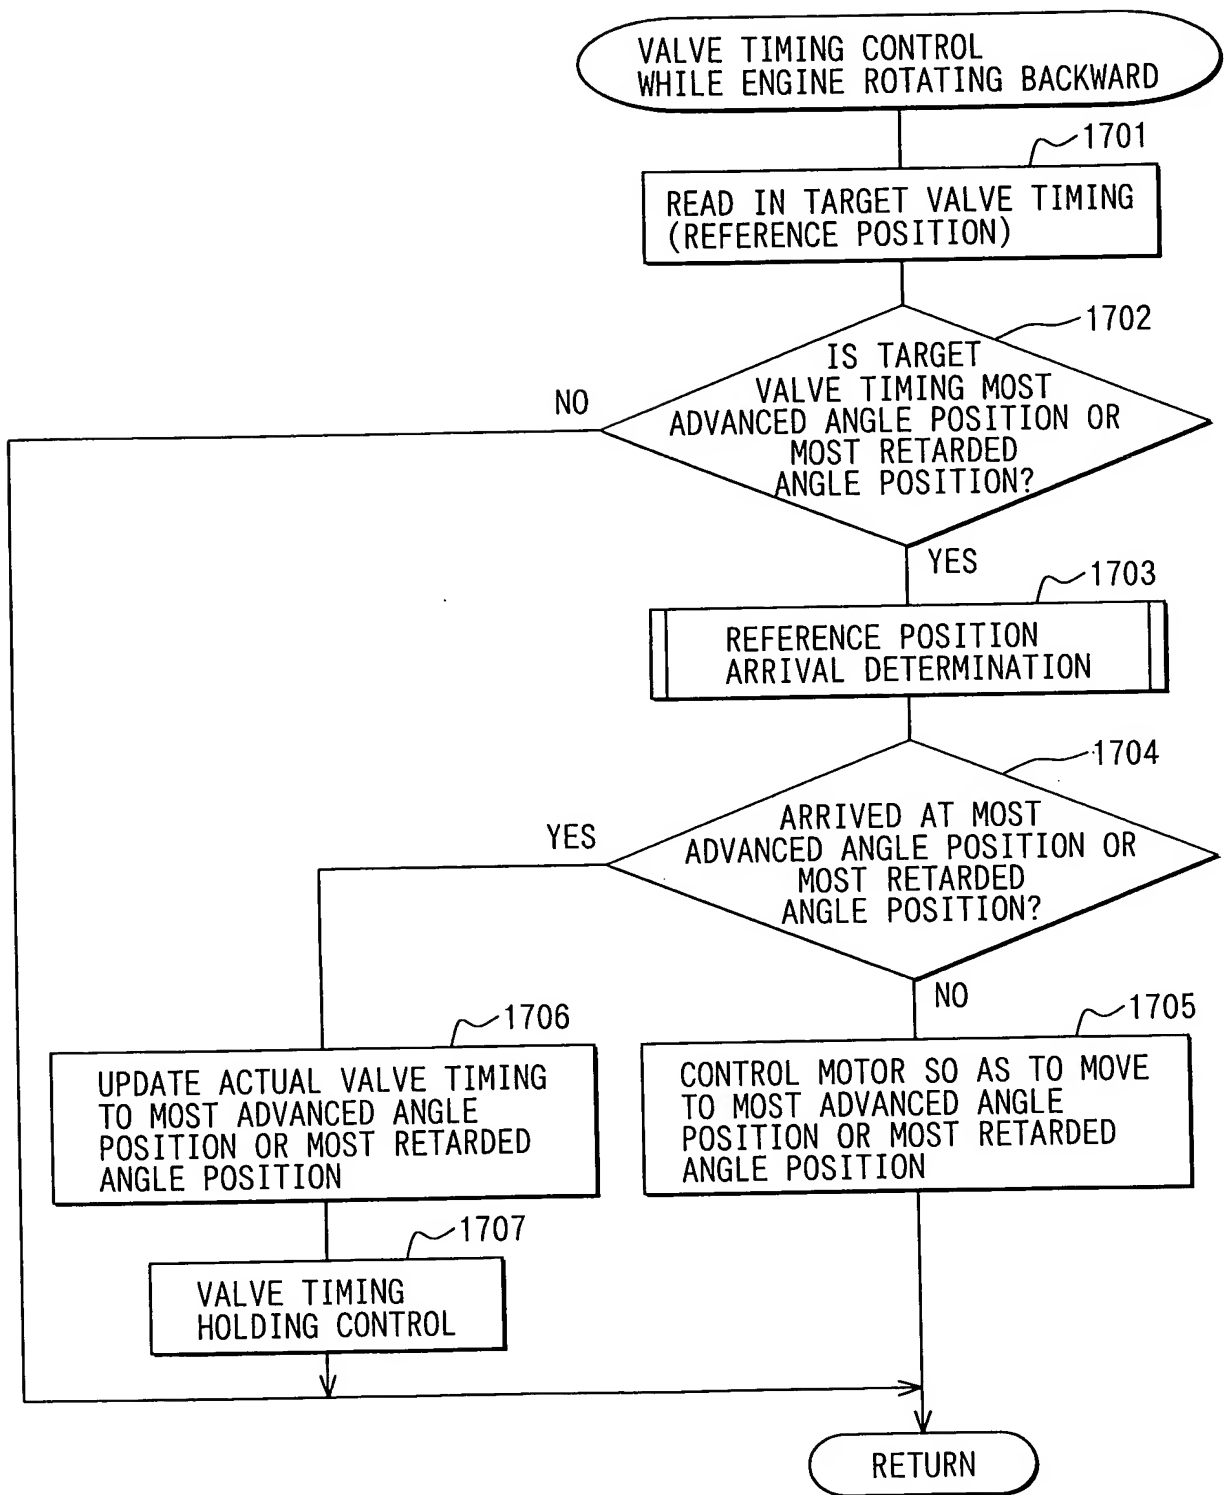 VALVE TIMING CONTROL
WHILE ENGINE ROTATING BACKWARD
1701
READ IN TARGET VALVE TIMING
(REFERENCE POSITION)
1702
IS TARGET
VALVE TIMING MOST
ADVANCED ANGLE POSITION OR
MOST RETARDED
ANGLE POSITION?
NO
YES
1703
REFERENCE POSITION
ARRIVAL DETERMINATION
1704
ARRIVED AT MOST
ADVANCED ANGLE POSITION OR
MOST RETARDED
ANGLE POSITION?
YES
NO
1706
UPDATE ACTUAL VALVE TIMING
TO MOST ADVANCED ANGLE
POSITION OR MOST RETARDED
ANGLE POSITION
1705
CONTROL MOTOR SO AS TO MOVE
TO MOST ADVANCED ANGLE
POSITION OR MOST RETARDED
ANGLE POSITION
1707
VALVE TIMING
HOLDING CONTROL
RETURN